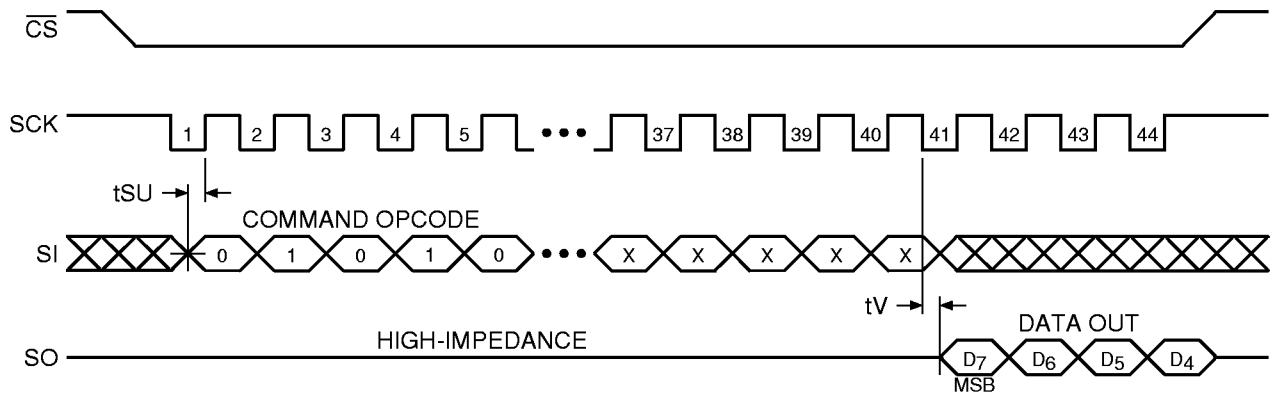 CS
SCK 1 2 3 4 5 ••• 37 38 39 40 41 42 43 44
tSU
COMMAND OPCODE
SI 0 1 0 1 0 ••• X X X X X
tV
HIGH-IMPEDANCE
DATA OUT
SO D7 D6 D5 D4
MSB